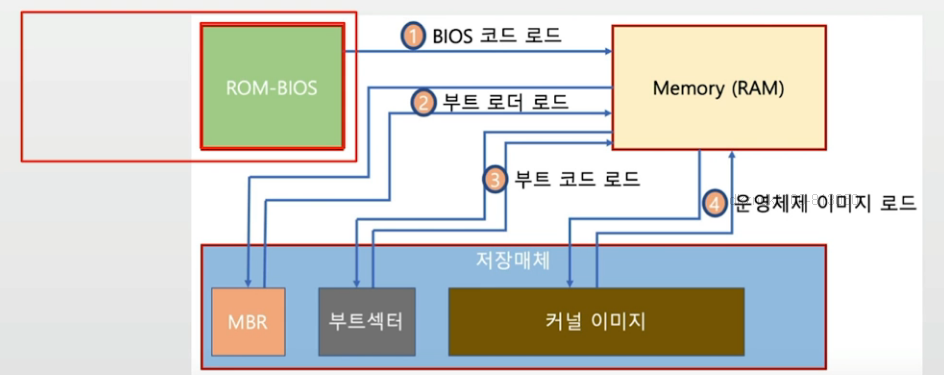 ① BIOS 코드 로드
ROM-BIOS
Memory (RAM)
② 부트 로더 로드
③ 부트 코드 로드
④ 운영체제 이미지 로드
저장매체
MBR
부트섹터
커널 이미지